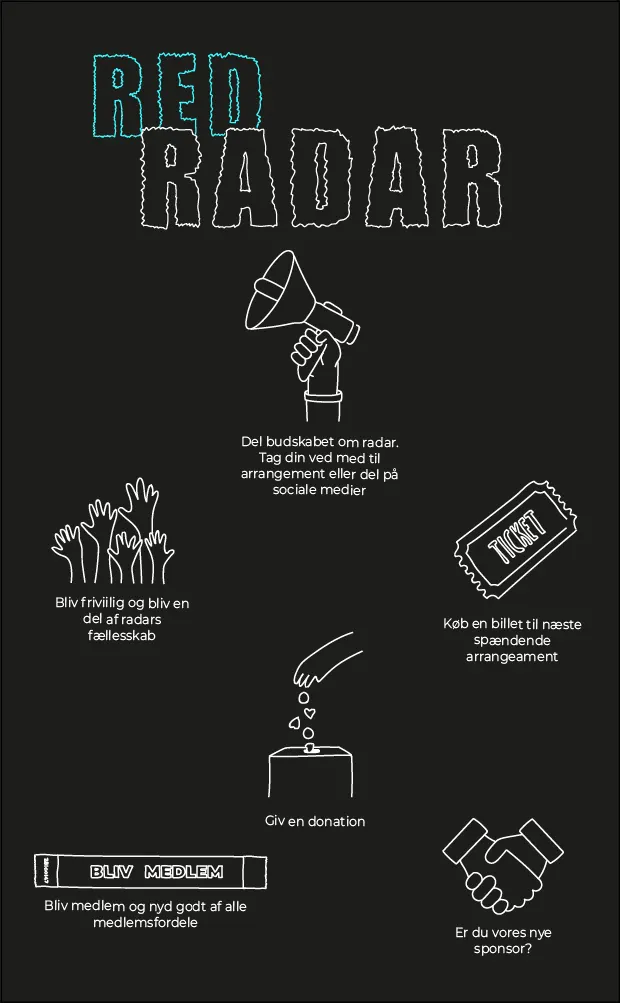 RED
RADAR
Del budskabet om radar.
Tag din ved med til
arrangement eller del på
sociale medier
Bliv friviilig og bliv en
del af radars
fællesskab
TICKET
Køb en billet til næste
spændende
arrangeament
Giv en donation
BLIV MEDLEM
Bliv medlem og nyd godt af alle
medlemsfordele
Er du vores nye
sponsor?